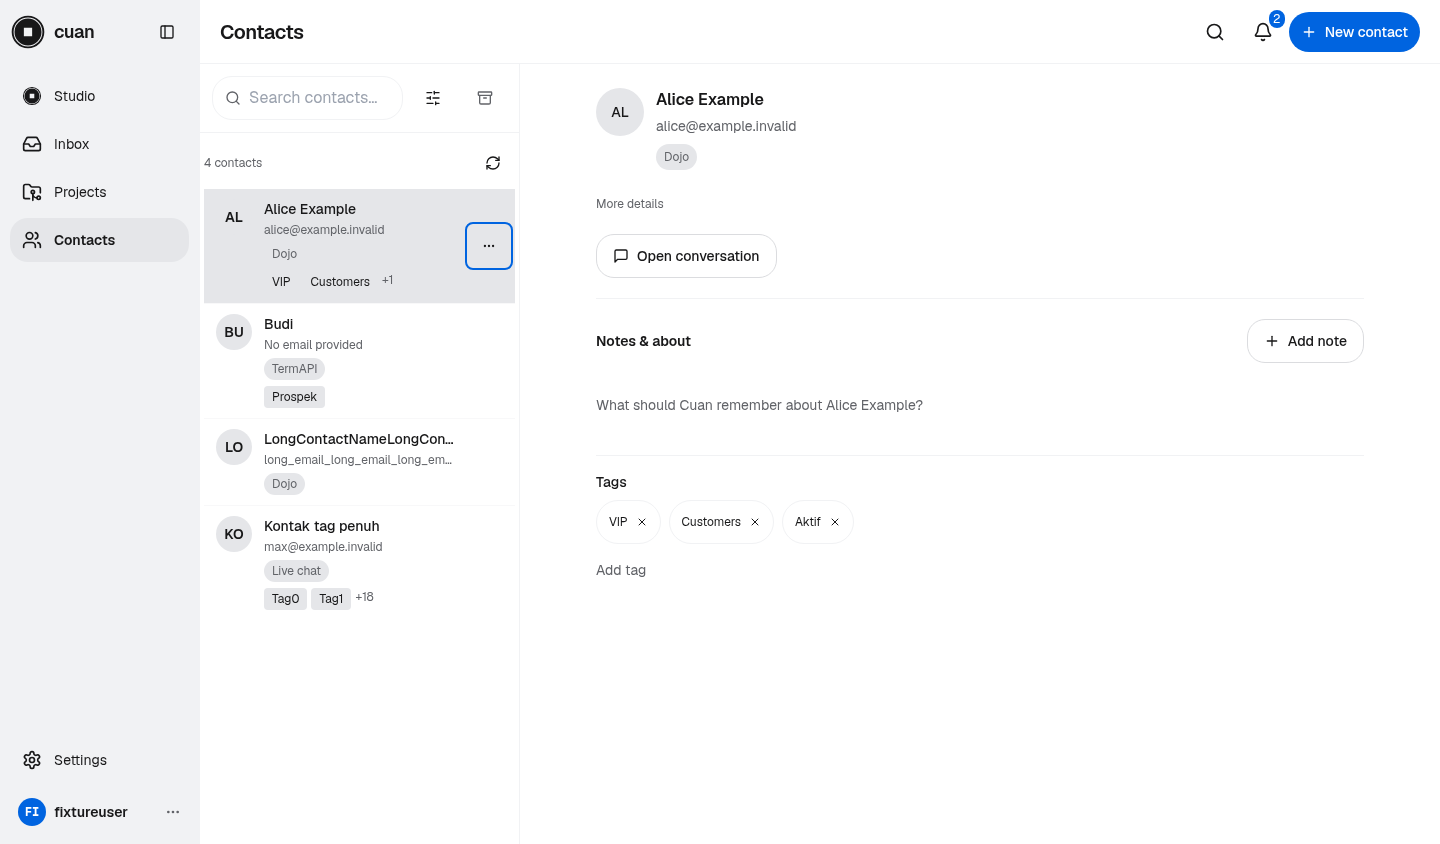 cuan
Studio
Inbox
Projects
Contacts
Settings
FI
fixtureuser
Contacts
2
New contact
Search contacts...
4 contacts
AL
Alice Example
alice@example.invalid
Dojo
VIP Customers +1
BU
Budi
No email provided
TermAPI
Prospek
LO
LongContactNameLongCon...
long_email_long_email_long_em...
Dojo
KO
Kontak tag penuh
max@example.invalid
Live chat
Tag0 Tag1 +18
AL
Alice Example
alice@example.invalid
Dojo
More details
Open conversation
Notes & about
Add note
What should Cuan remember about Alice Example?
Tags
VIP Customers Aktif
Add tag